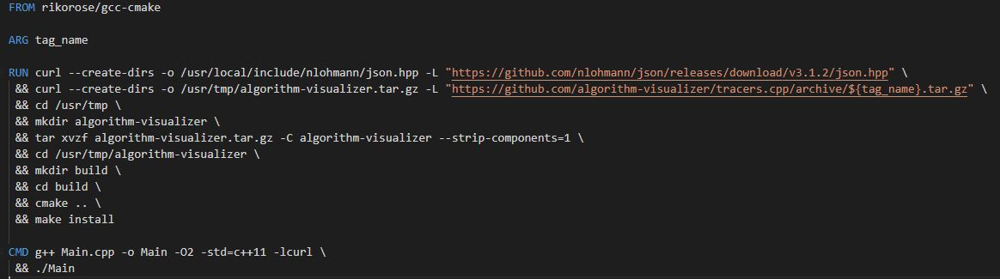 FROM rikorose/gcc-cmake
ARG tag_name
RUN curl --create-dirs -o /usr/local/include/nlohmann/json.hpp -L "https://github.com/nlohmann/json/releases/download/v3.1.2/json.hpp" \
 && curl --create-dirs -o /usr/tmp/algorithm-visualizer.tar.gz -L "https://github.com/algorithm-visualizer/tracers.cpp/archive/${tag_name}.tar.gz" \
 && cd /usr/tmp \
 && mkdir algorithm-visualizer \
 && tar xvzf algorithm-visualizer.tar.gz -C algorithm-visualizer --strip-components=1 \
 && cd /usr/tmp/algorithm-visualizer \
 && mkdir build \
 && cd build \
 && cmake .. \
 && make install
CMD g++ Main.cpp -o Main -O2 -std=c++11 -lcurl \
 && ./Main